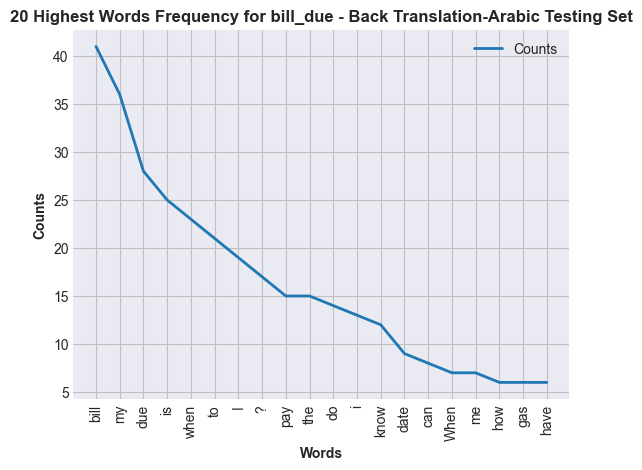 20 Highest Words Frequency for bill_due - Back Translation-Arabic Testing Set
Counts
40
35
30
25
20
15
10
5
Counts
bill
my
due
is
when
to
I
?
pay
the
do
i
know
date
can
When
me
how
gas
have
Words